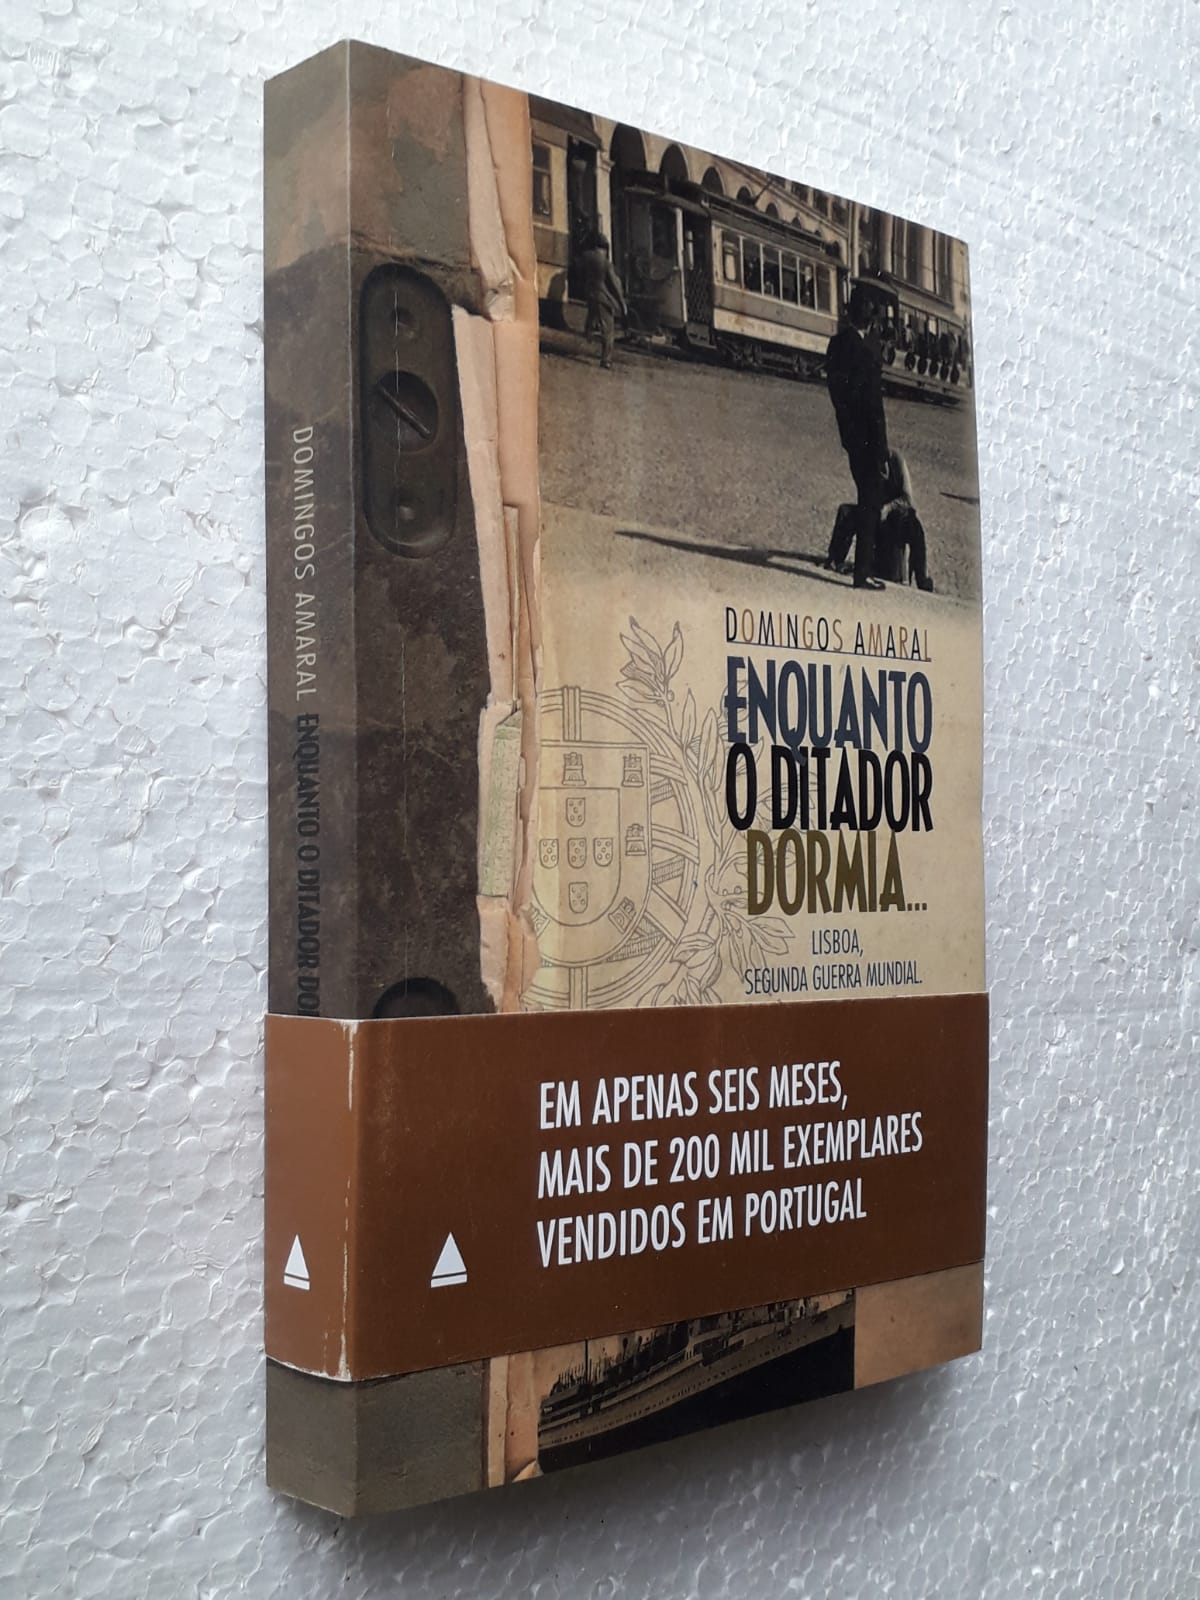 DOMINGOS AMARAL ENQUANTO O DITADOR
DOMINGOS AMARAL
ENQUANTO
O DITADOR
DORMIA...
LISBOA,
SEGUNDA GUERRA MUNDIAL.
EM APENAS SEIS MESES,
MAIS DE 200 MIL EXEMPLARES
VENDIDOS EM PORTUGAL